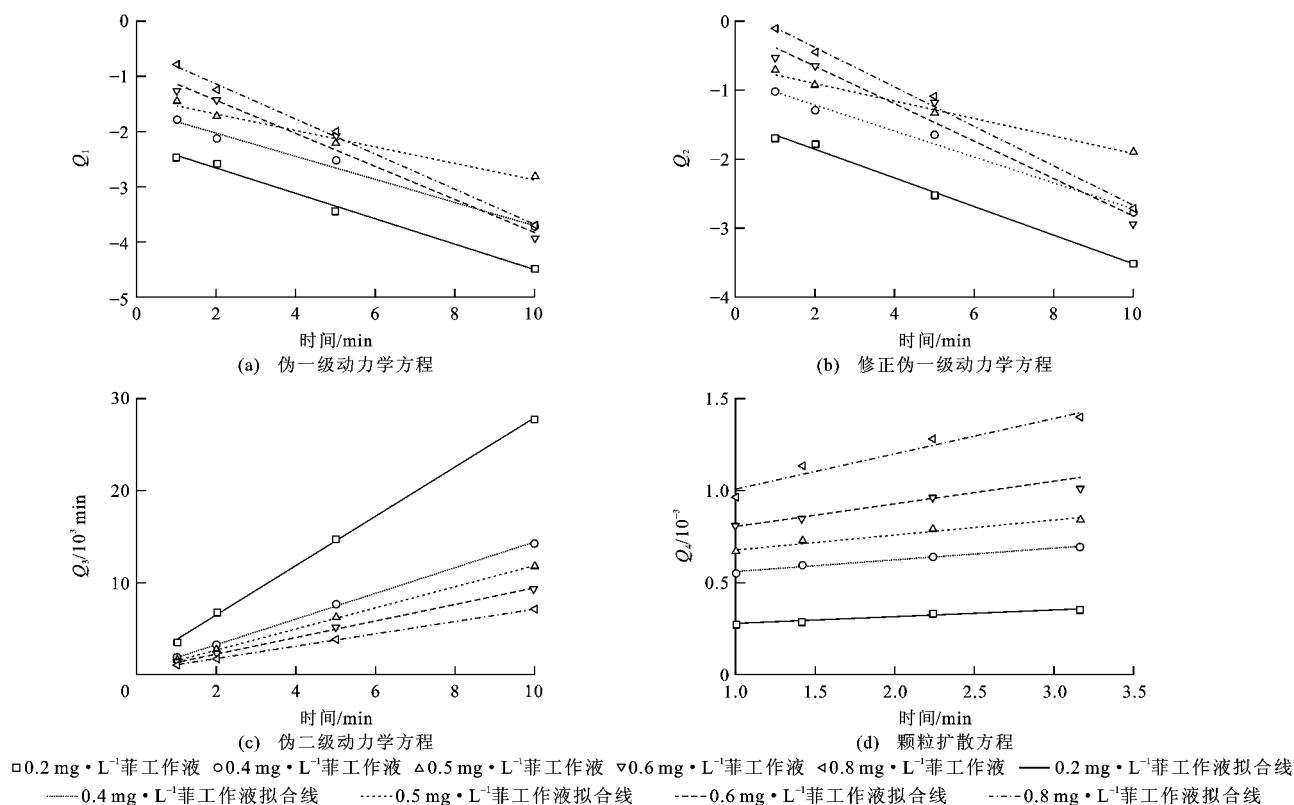 0
−1
−2
−3
−4
−5
Q₁
0 2 4 6 8 10
时间/min
(a) 伪一级动力学方程
0
−1
−2
−3
−4
Q₂
0 2 4 6 8 10
时间/min
(b) 修正伪一级动力学方程
30
20
10
0
Q₃/10³ min
2 4 6 8 10
时间/min
(c) 伪二级动力学方程
1.5
1.0
0.5
0
Q₄/10⁻³
1.0 1.5 2.0 2.5 3.0 3.5
时间/min
(d) 颗粒扩散方程
□0.2 mg·L⁻¹菲工作液 ○0.4 mg·L⁻¹菲工作液 △0.5 mg·L⁻¹菲工作液 ▽0.6 mg·L⁻¹菲工作液 ◁0.8 mg·L⁻¹菲工作液 0.2 mg·L⁻¹菲工作液拟合线
0.4 mg·L⁻¹菲工作液拟合线 0.5 mg·L⁻¹菲工作液拟合线 0.6 mg·L⁻¹菲工作液拟合线 0.8 mg·L⁻¹菲工作液拟合线